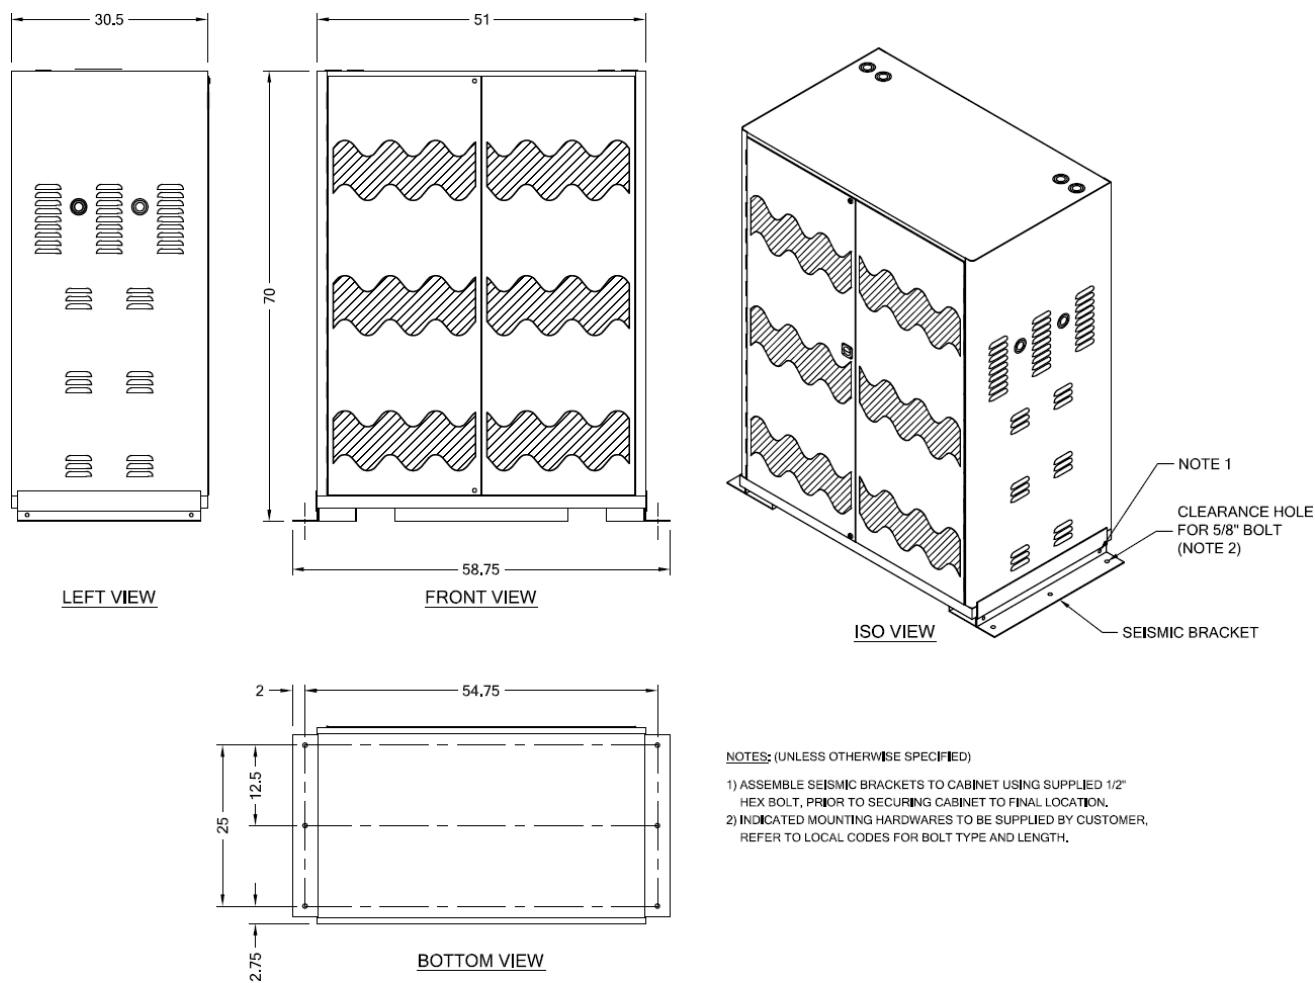 30.5
51
70
58.75
LEFT VIEW
FRONT VIEW
NOTE 1
CLEARANCE HOLE
FOR 5/8" BOLT
(NOTE 2)
SEISMIC BRACKET
ISO VIEW
2
54.75
12.5
25
2.75
BOTTOM VIEW
NOTES: (UNLESS OTHERWISE SPECIFIED)
1) ASSEMBLE SEISMIC BRACKETS TO CABINET USING SUPPLIED 1/2"
HEX BOLT, PRIOR TO SECURING CABINET TO FINAL LOCATION.
2) INDICATED MOUNTING HARDWARES TO BE SUPPLIED BY CUSTOMER,
REFER TO LOCAL CODES FOR BOLT TYPE AND LENGTH.